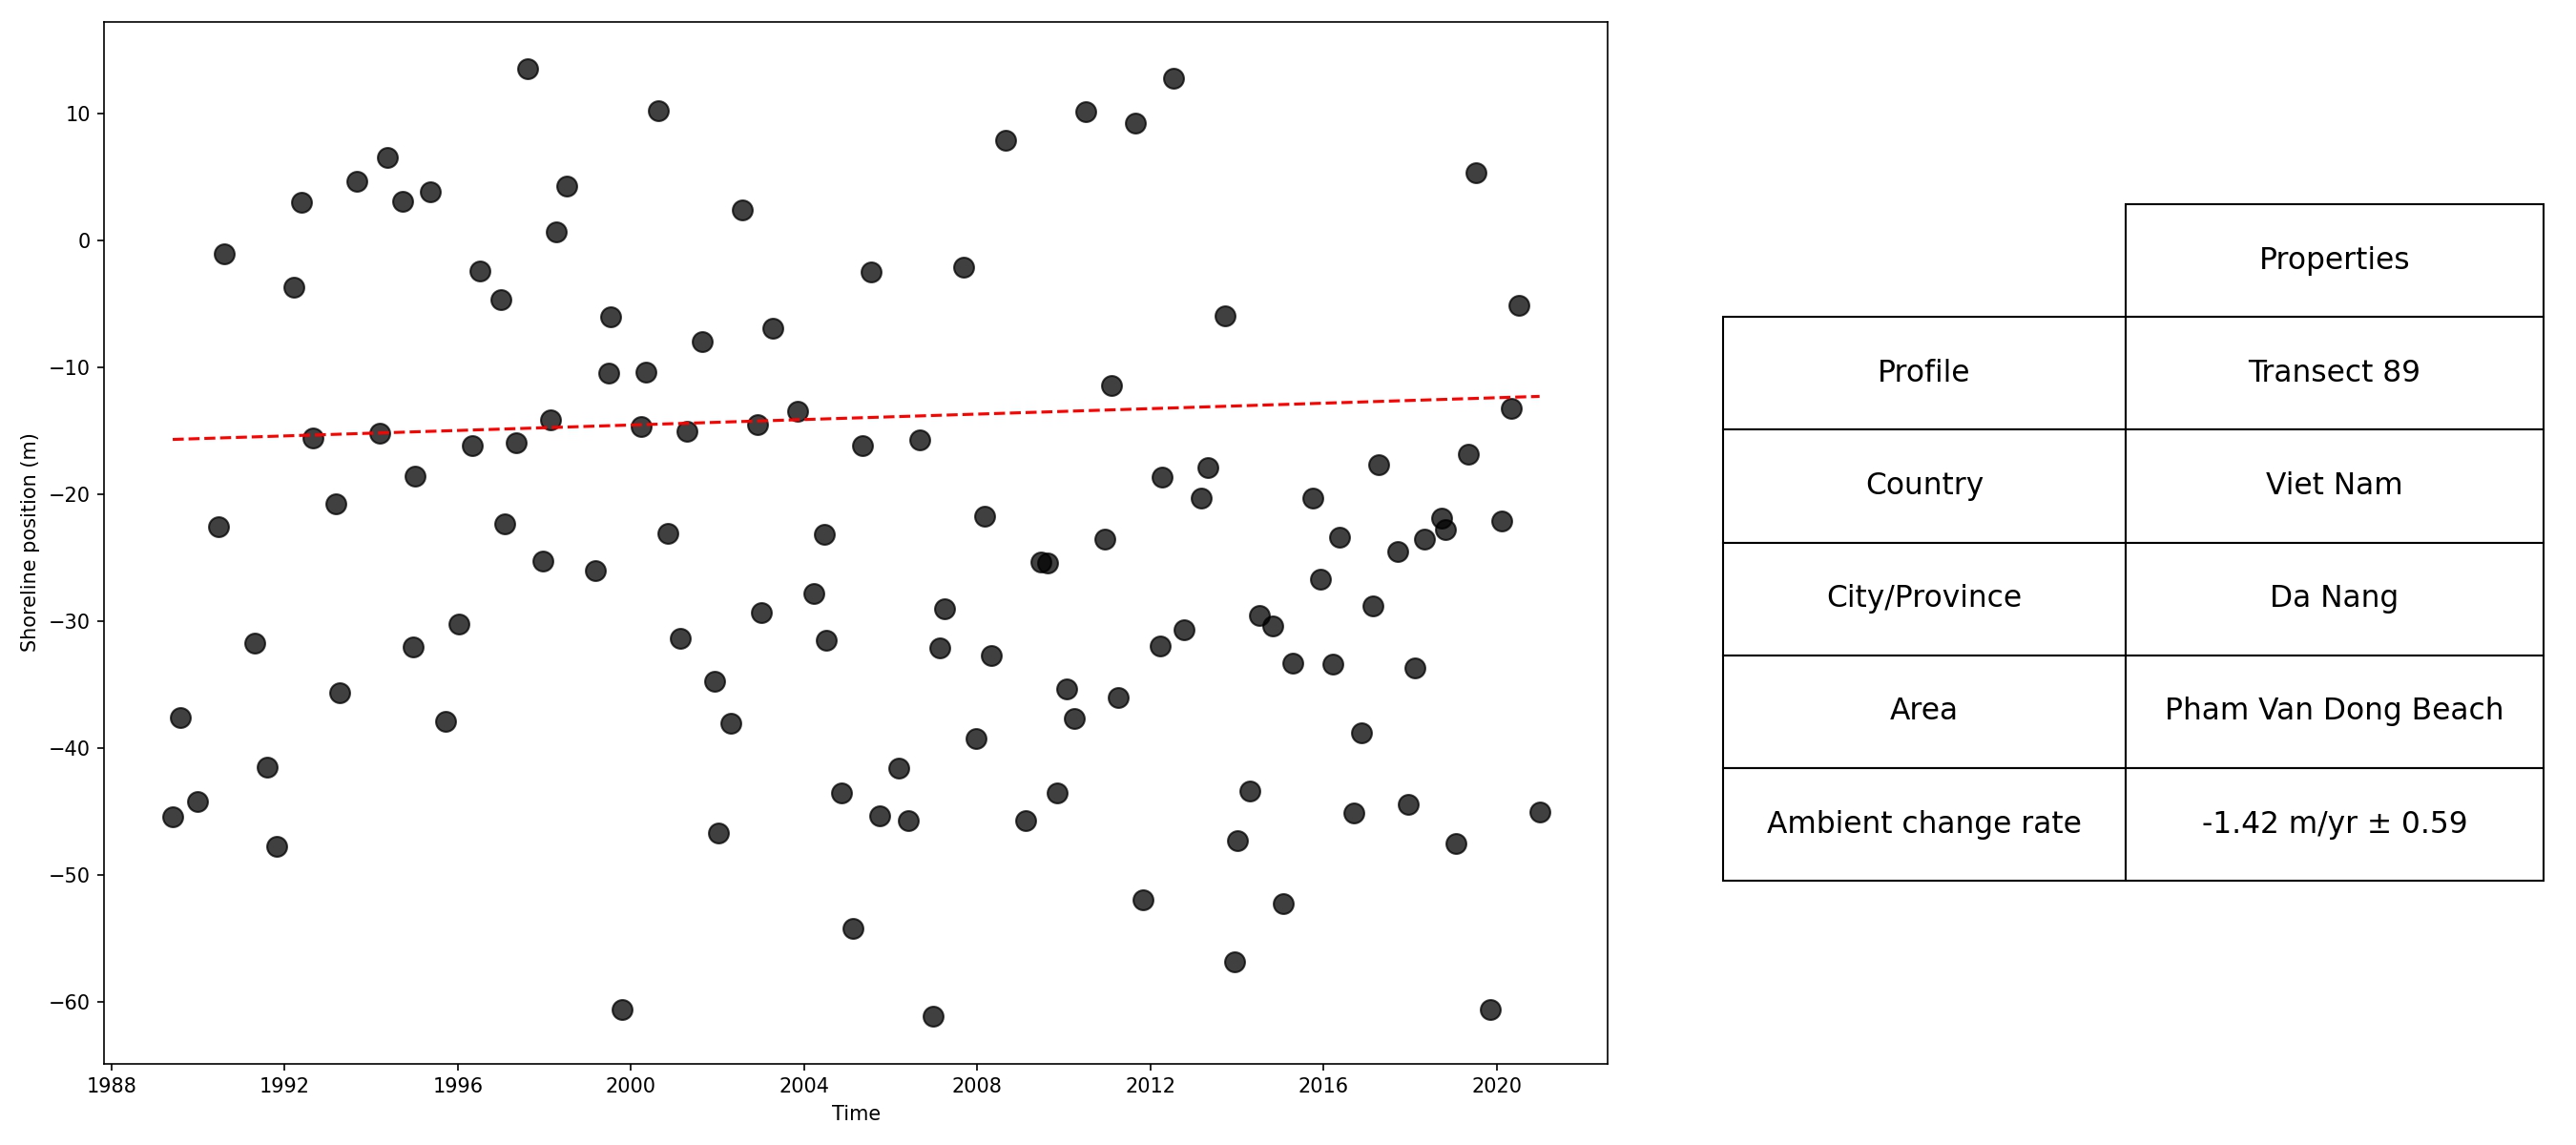 10
0
−10
−20
−30
−40
−50
−60
Shoreline position (m)
1988 1992 1996 2000 2004 2008 2012 2016 2020
Time
Properties
Profile Transect 89
Country Viet Nam
City/Province Da Nang
Area Pham Van Dong Beach
Ambient change rate -1.42 m/yr ± 0.59